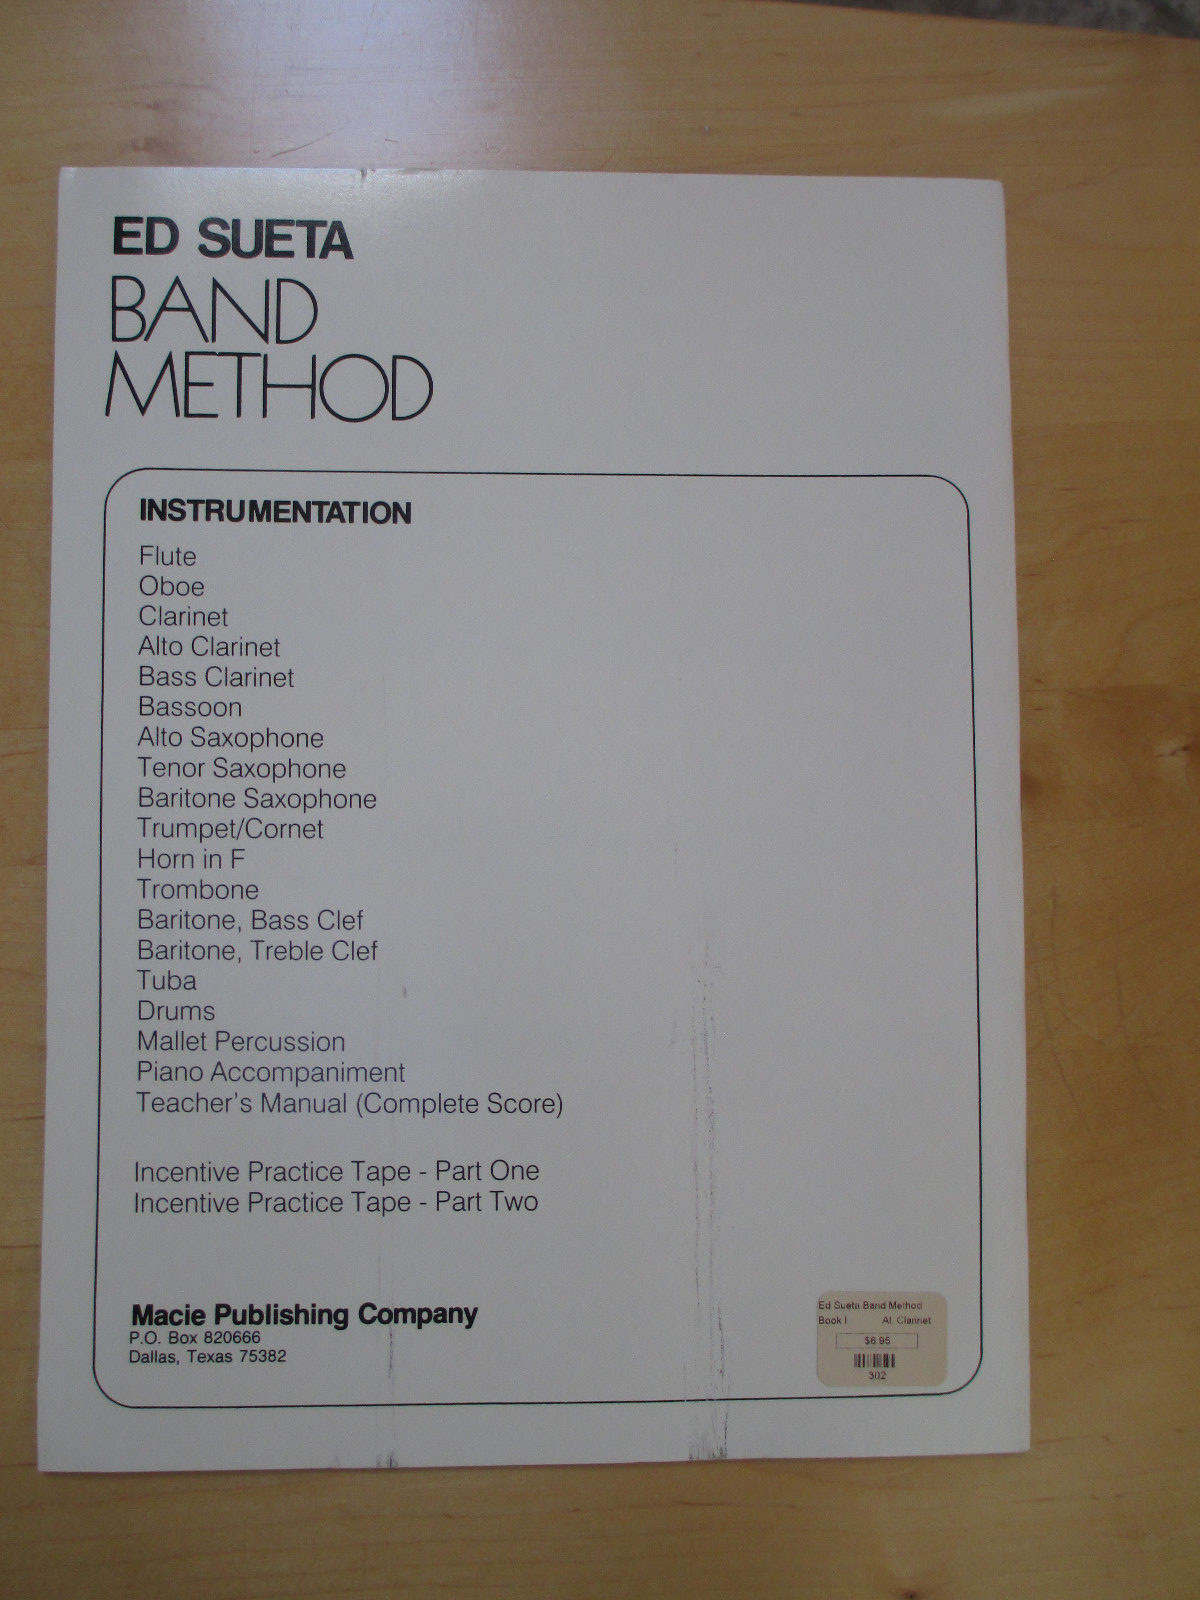 ED SUETA
BAND
METHOD
INSTRUMENTATION
Flute
Oboe
Clarinet
Alto Clarinet
Bass Clarinet
Bassoon
Alto Saxophone
Tenor Saxophone
Baritone Saxophone
Trumpet/Cornet
Horn in F
Trombone
Baritone, Bass Clef
Baritone, Treble Clef
Tuba
Drums
Mallet Percussion
Piano Accompaniment
Teacher's Manual (Complete Score)
Incentive Practice Tape - Part One
Incentive Practice Tape - Part Two
Macie Publishing Company
P.O. Box 820666
Dallas, Texas 75382
Ed Sueta Band Method
Book I Al. Clarinet
$6.95
302